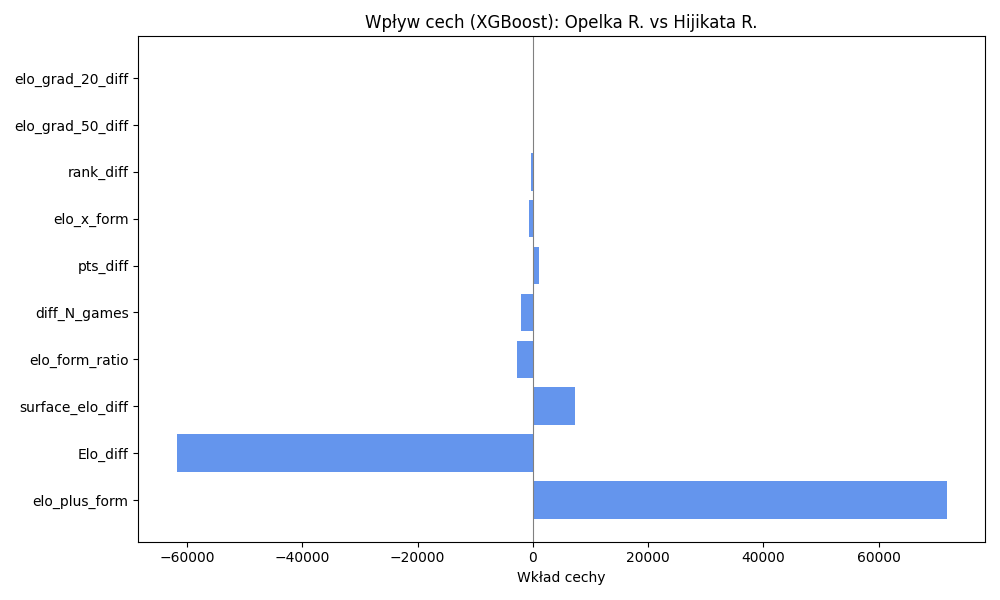 Wpływ cech (XGBoost): Opelka R. vs Hijikata R.
elo_grad_20_diff
elo_grad_50_diff
rank_diff
elo_x_form
pts_diff
diff_N_games
elo_form_ratio
surface_elo_diff
Elo_diff
elo_plus_form
−60000 −40000 −20000 0 20000 40000 60000
Wkład cechy